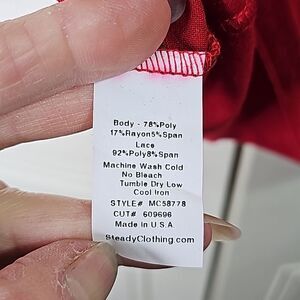 Body - 78%Poly
17%Rayon5%Span
Lace
92%Poly8%Span
Machine Wash Cold
No Bleach
Tumble Dry Low
Cool Iron
STYLE# MC58778
CUT# 609696
Made in U.S.A
SteadyClothing.com